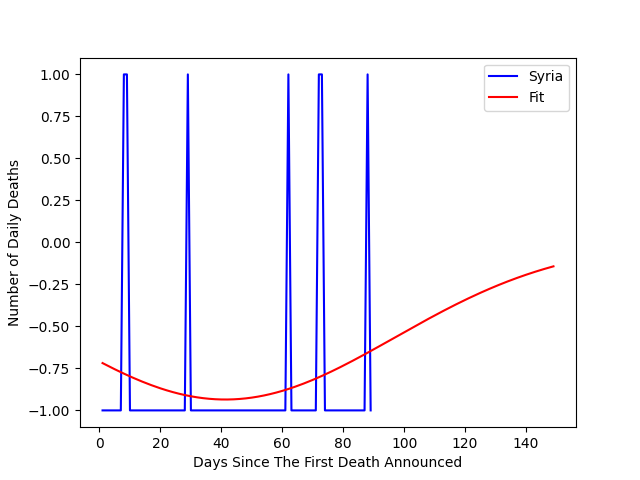 1.00
0.75
0.50
0.25
0.00
−0.25
−0.50
−0.75
−1.00
0 20 40 60 80 100 120 140
Number of Daily Deaths
Days Since The First Death Announced
Syria
Fit